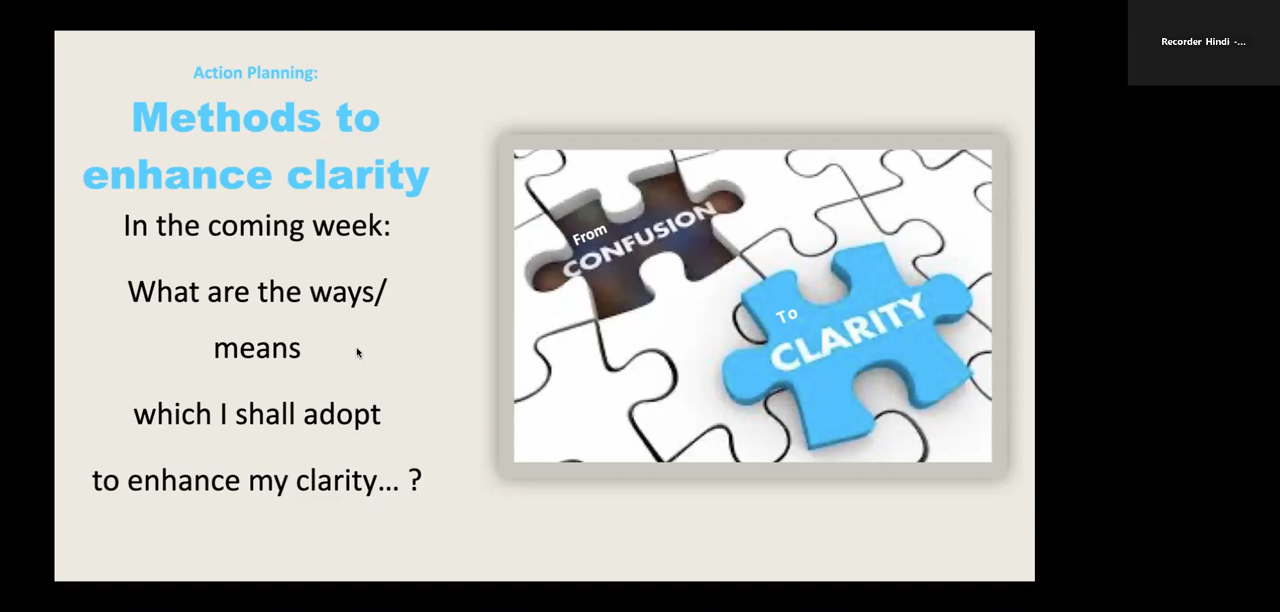 Action Planning:
Methods to
enhance clarity
In the coming week:
What are the ways/
means
which I shall adopt
to enhance my clarity... ?
From
CONFUSION
To
CLARITY
Recorder Hindi -...